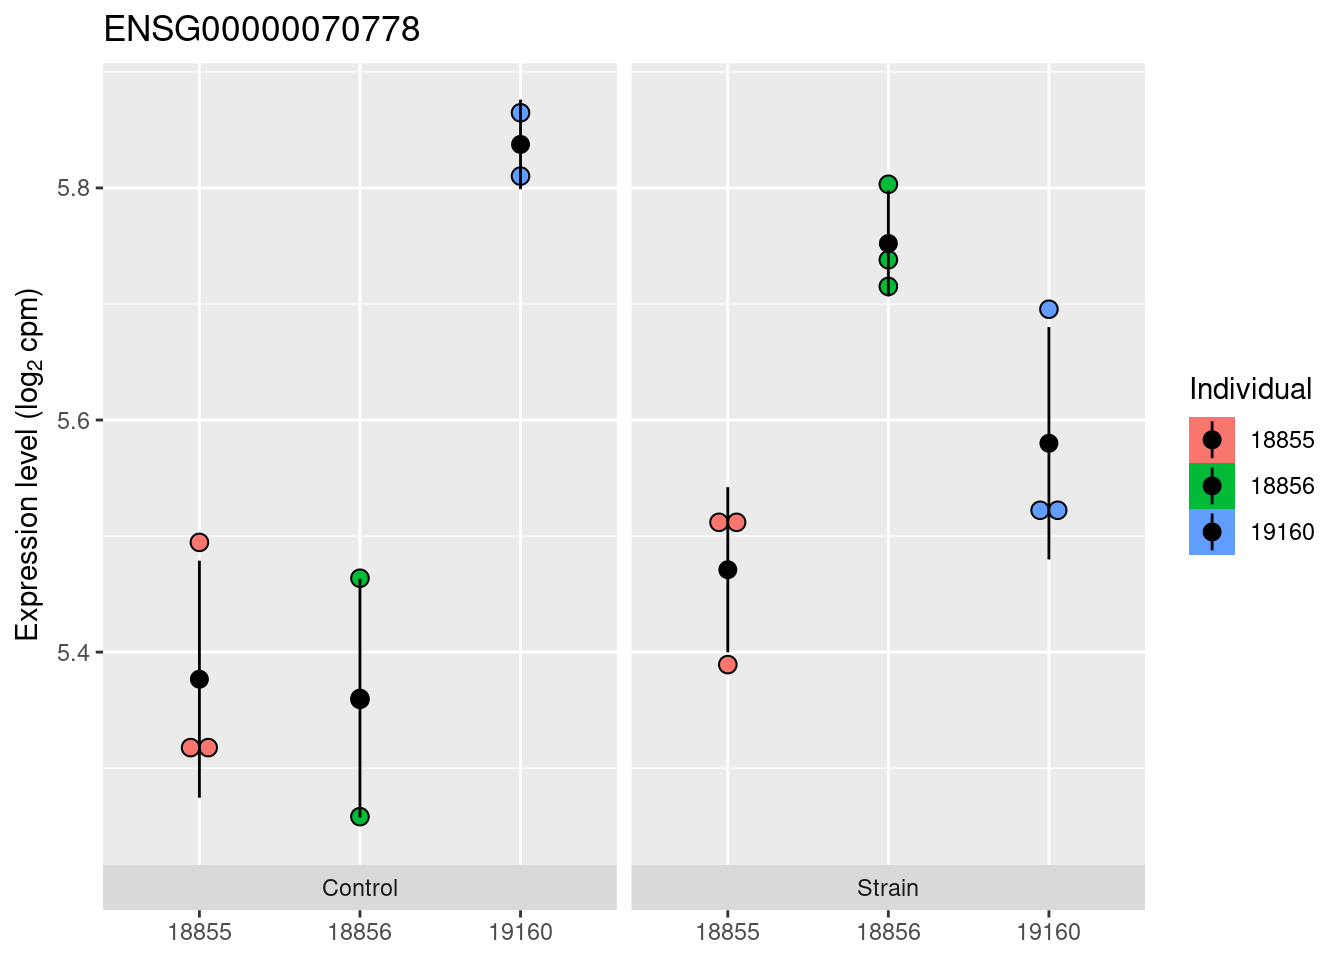 ENSG00000070778
Expression level (log₂ cpm)
5.8
5.6
5.4
Control
Strain
18855
18856
19160
18855
18856
19160
Individual
18855
18856
19160